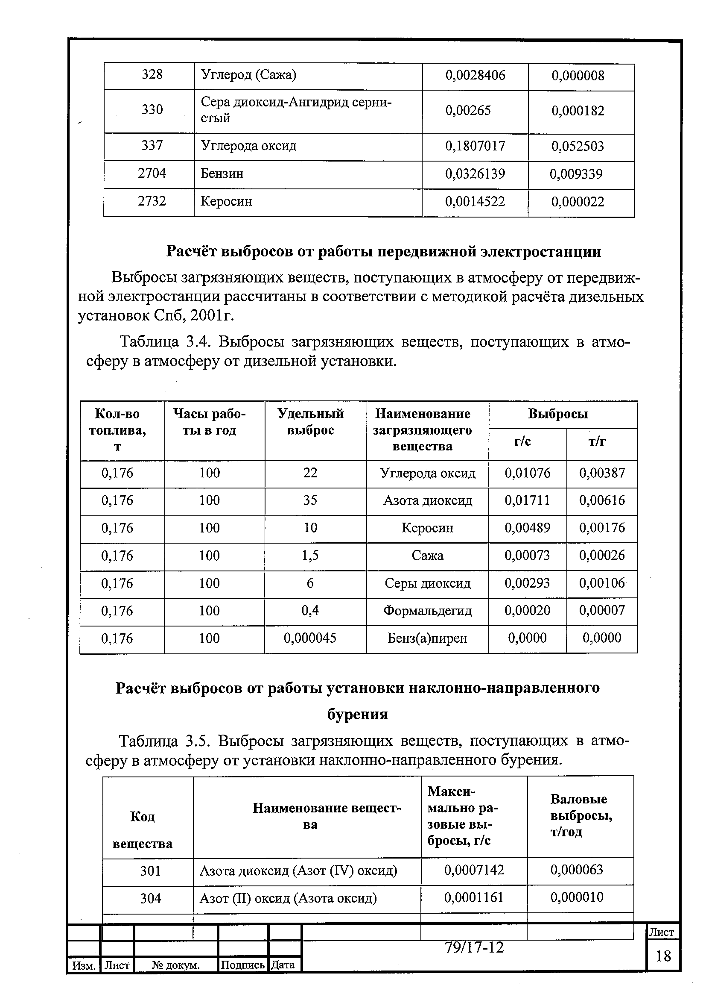 328 Углерод (Сажа) 0,0028406 0,000008
330 Сера диоксид-Ангидрид серни- 0,00265 0,000182
стый
337 Углерода оксид 0,1807017 0,052503
2704 Бензин 0,0326139 0,009339
2732 Керосин 0,0014522 0,000022
Расчёт выбросов от работы передвижной электростанции
Выбросы загрязняющих веществ, поступающих в атмосферу от передвиж-
ной электростанции рассчитаны в соответствии с методикой расчёта дизельных
установок Спб, 2001г.
Таблица 3.4. Выбросы загрязняющих веществ, поступающих в атмо-
сферу в атмосферу от дизельной установки.
Кол-во Часы рабо- Удельный Наименование Выбросы
топлива, ты в год выброс загрязняющего
т вещества г/с т/г
0,176 100 22 Углерода оксид 0,01076 0,00387
0,176 100 35 Азота диоксид 0,01711 0,00616
0,176 100 10 Керосин 0,00489 0,00176
0,176 100 1,5 Сажа 0,00073 0,00026
0,176 100 6 Серы диоксид 0,00293 0,00106
0,176 100 0,4 Формальдегид 0,00020 0,00007
0,176 100 0,000045 Бенз(а)пирен 0,0000 0,0000
Расчёт выбросов от работы установки наклонно-направленного
бурения
Таблица 3.5. Выбросы загрязняющих веществ, поступающих в атмо-
сферу в атмосферу от установки наклонно-направленного бурения.
Код
вещества
Наименование вещест-
ва
Макси-
мально ра-
зовые вы-
бросы, г/с
Валовые
выбросы,
т/год
301 Азота диоксид (Азот (IV) оксид) 0,0007142 0,000063
304 Азот (II) оксид (Азота оксид) 0,0001161 0,000010
79/17-12
Лист
18
Изм. Лист № докум. Подпись Дата